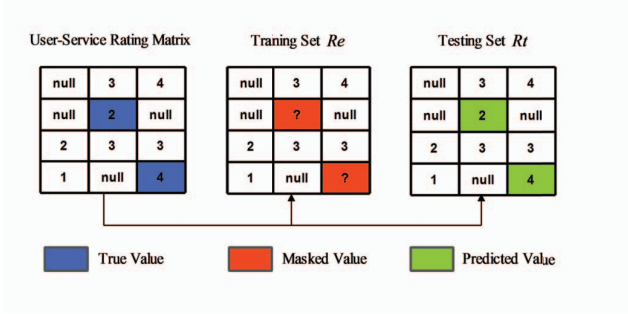 User-Service Rating Matrix Traning Set Re Testing Set Rt
null 3 4 null 3 4 null 3 4
null 2 null null ? null null 2 null
2 3 3 2 3 3 2 3 3
1 null 4 1 null ? 1 null 4
True Value Masked Value Predicted Value